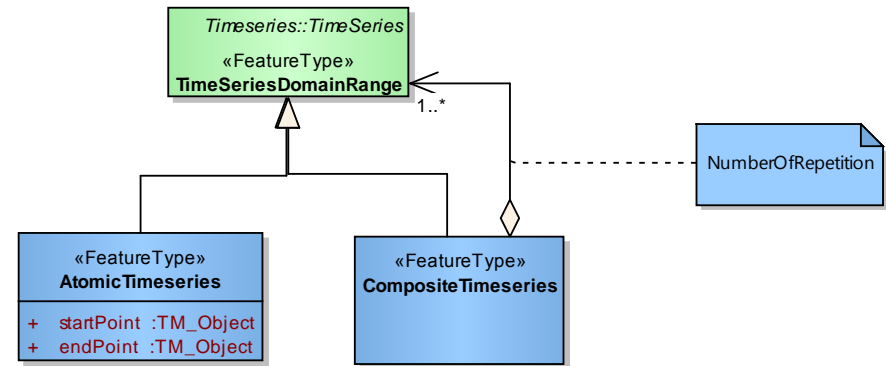 Timeseries::TimeSeries
«FeatureType»
TimeSeriesDomainRange
1..*
NumberOfRepetition
«FeatureType»
AtomicTimeseries
+ startPoint :TM_Object
+ endPoint :TM_Object
«FeatureType»
CompositeTimeseries